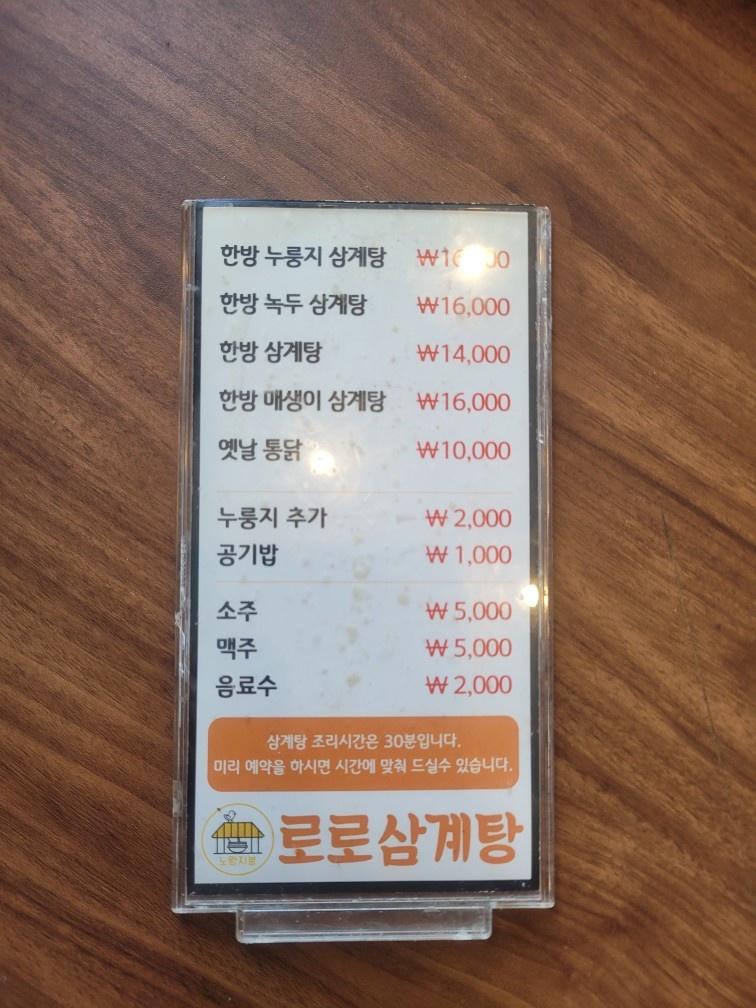 한방 누룽지 삼계탕
한방 녹두 삼계탕 ₩16,000
한방 삼계탕 ₩14,000
한방 매생이 삼계탕 ₩16,000
옛날 통닭 ₩10,000
누룽지 추가 ₩ 2,000
공기밥 ₩ 1,000
소주 ₩ 5,000
맥주 ₩ 5,000
음료수 ₩ 2,000
삼계탕 조리시간은 30분입니다.
미리 예약을 하시면 시간에 맞춰 드실수 있습니다.
로로삼계탕